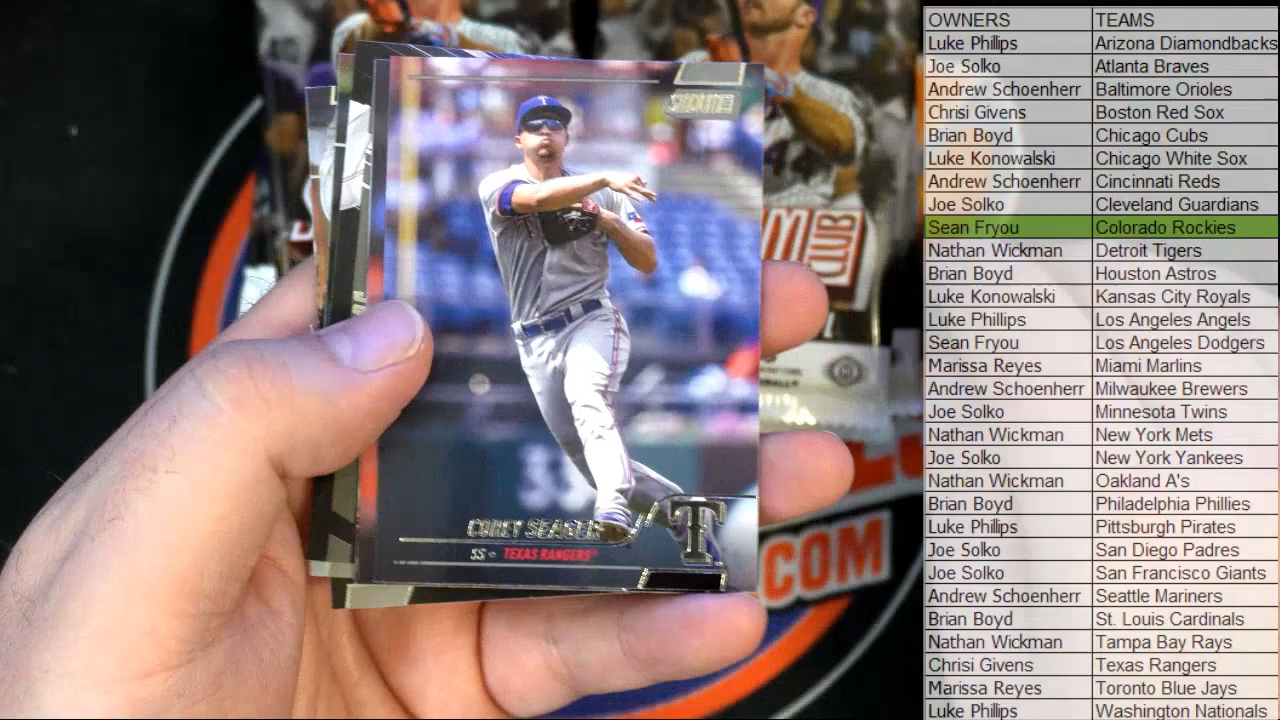 OWNERS TEAMS
Luke Phillips Arizona Diamondbacks
Joe Solko Atlanta Braves
Andrew Schoenherr Baltimore Orioles
Chrisi Givens Boston Red Sox
Brian Boyd Chicago Cubs
Luke Konowalski Chicago White Sox
Andrew Schoenherr Cincinnati Reds
Joe Solko Cleveland Guardians
Sean Fryou Colorado Rockies
Nathan Wickman Detroit Tigers
Brian Boyd Houston Astros
Luke Konowalski Kansas City Royals
Luke Phillips Los Angeles Angels
Sean Fryou Los Angeles Dodgers
Marissa Reyes Miami Marlins
Andrew Schoenherr Milwaukee Brewers
Joe Solko Minnesota Twins
Nathan Wickman New York Mets
Joe Solko New York Yankees
Nathan Wickman Oakland A's
Brian Boyd Philadelphia Phillies
Luke Phillips Pittsburgh Pirates
Joe Solko San Diego Padres
Joe Solko San Francisco Giants
Andrew Schoenherr Seattle Mariners
Brian Boyd St. Louis Cardinals
Nathan Wickman Tampa Bay Rays
Chrisi Givens Texas Rangers
Marissa Reyes Toronto Blue Jays
Luke Phillips Washington Nationals
COREY SEAGER
SS TEXAS RANGERS
T
CLUB
.COM